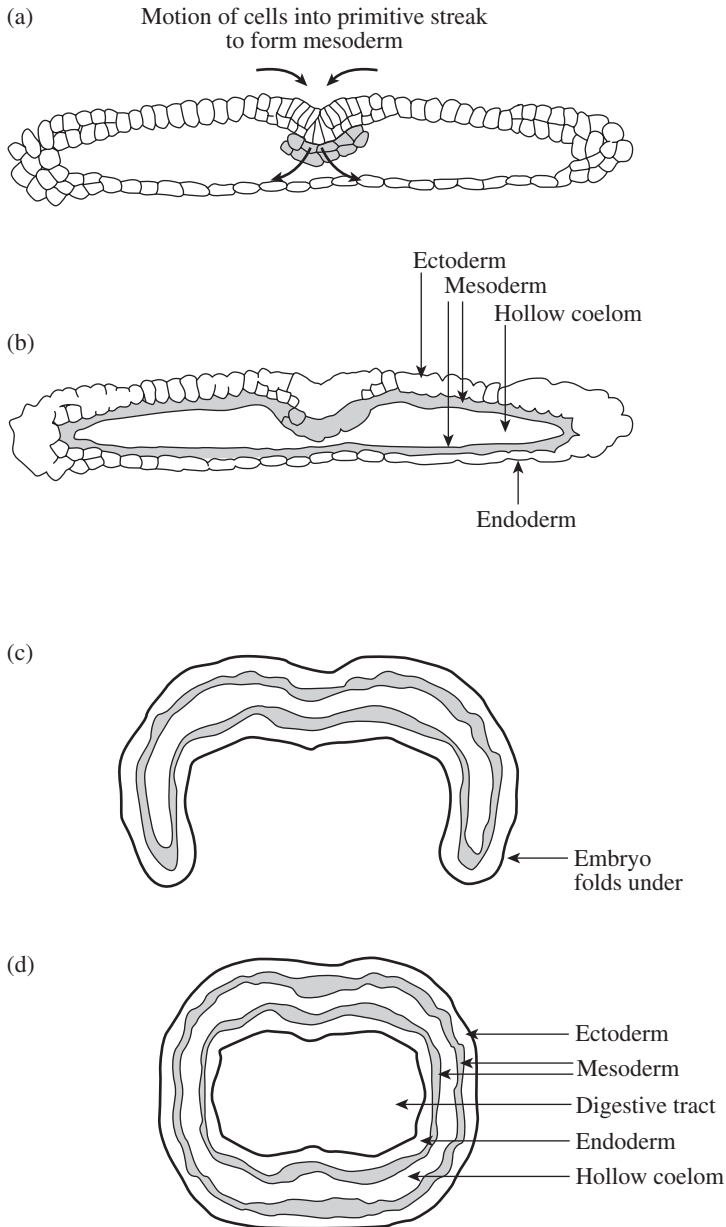 (a)
Motion of cells into primitive streak
to form mesoderm
Ectoderm
Mesoderm
Hollow coelom
(b)
Endoderm
(c)
Embryo
folds under
(d)
Ectoderm
Mesoderm
Digestive tract
Endoderm
Hollow coelom